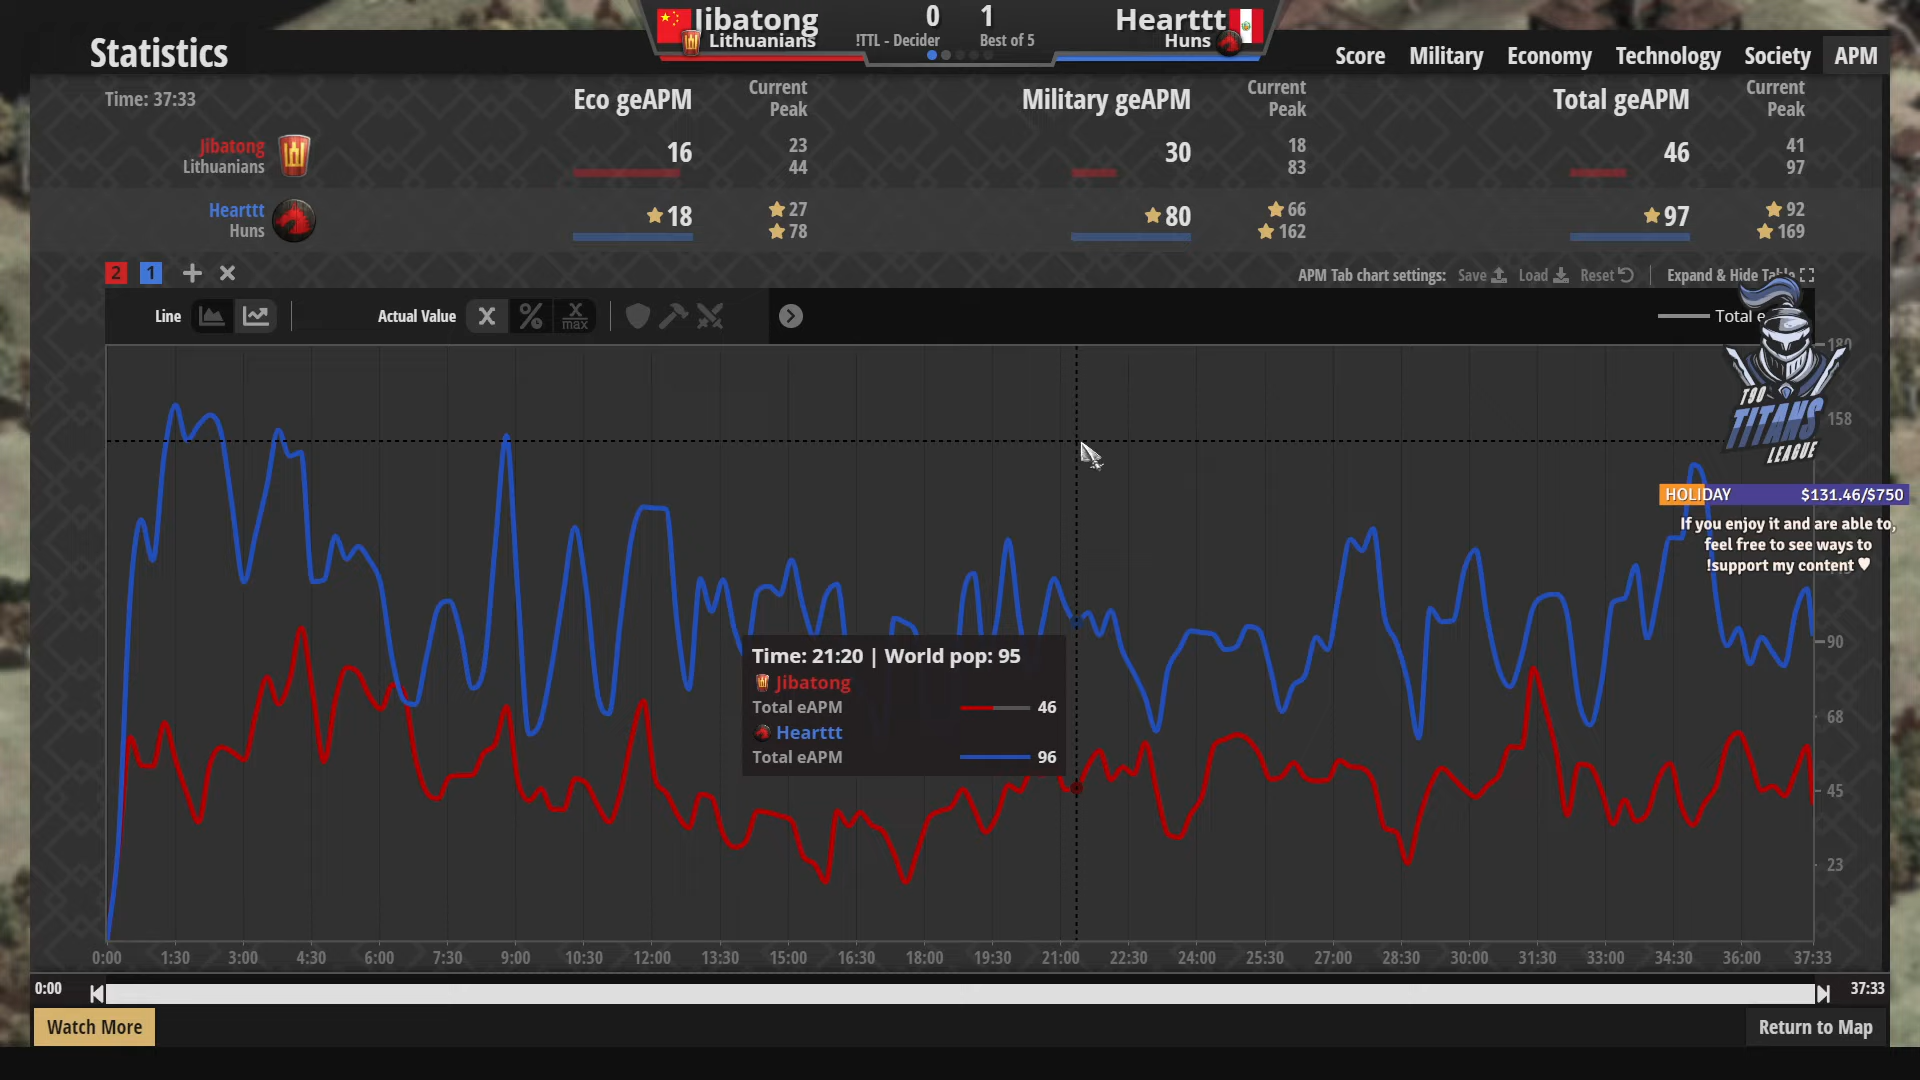 Jibatong
Lithuanians
0 1
!TTL - Decider Best of 5
Hearttt
Huns
Statistics
Score Military Economy Technology Society APM
Time: 37:33
Eco geAPM Current Peak
Military geAPM Current Peak
Total geAPM Current Peak
Jibatong
Lithuanians
16 23 44
30 18 83
46 41 97
Hearttt
Huns
18 27 78
80 66 162
97 92 169
2 1
APM Tab chart settings: Save Load Reset Expand & Hide Table
Line Actual Value X % X max
Total e
180
158
90
68
45
23
T90
TITANS
LEAGUE
HOLIDAY $131.46/$750
If you enjoy it and are able to,
feel free to see ways to
!support my content ♥
Time: 21:20 | World pop: 95
Jibatong
Total eAPM 46
Hearttt
Total eAPM 96
0:00 1:30 3:00 4:30 6:00 7:30 9:00 10:30 12:00 13:30 15:00 16:30 18:00 19:30 21:00 22:30 24:00 25:30 27:00 28:30 30:00 31:30 33:00 34:30 36:00 37:33
0:00 37:33
Watch More Return to Map